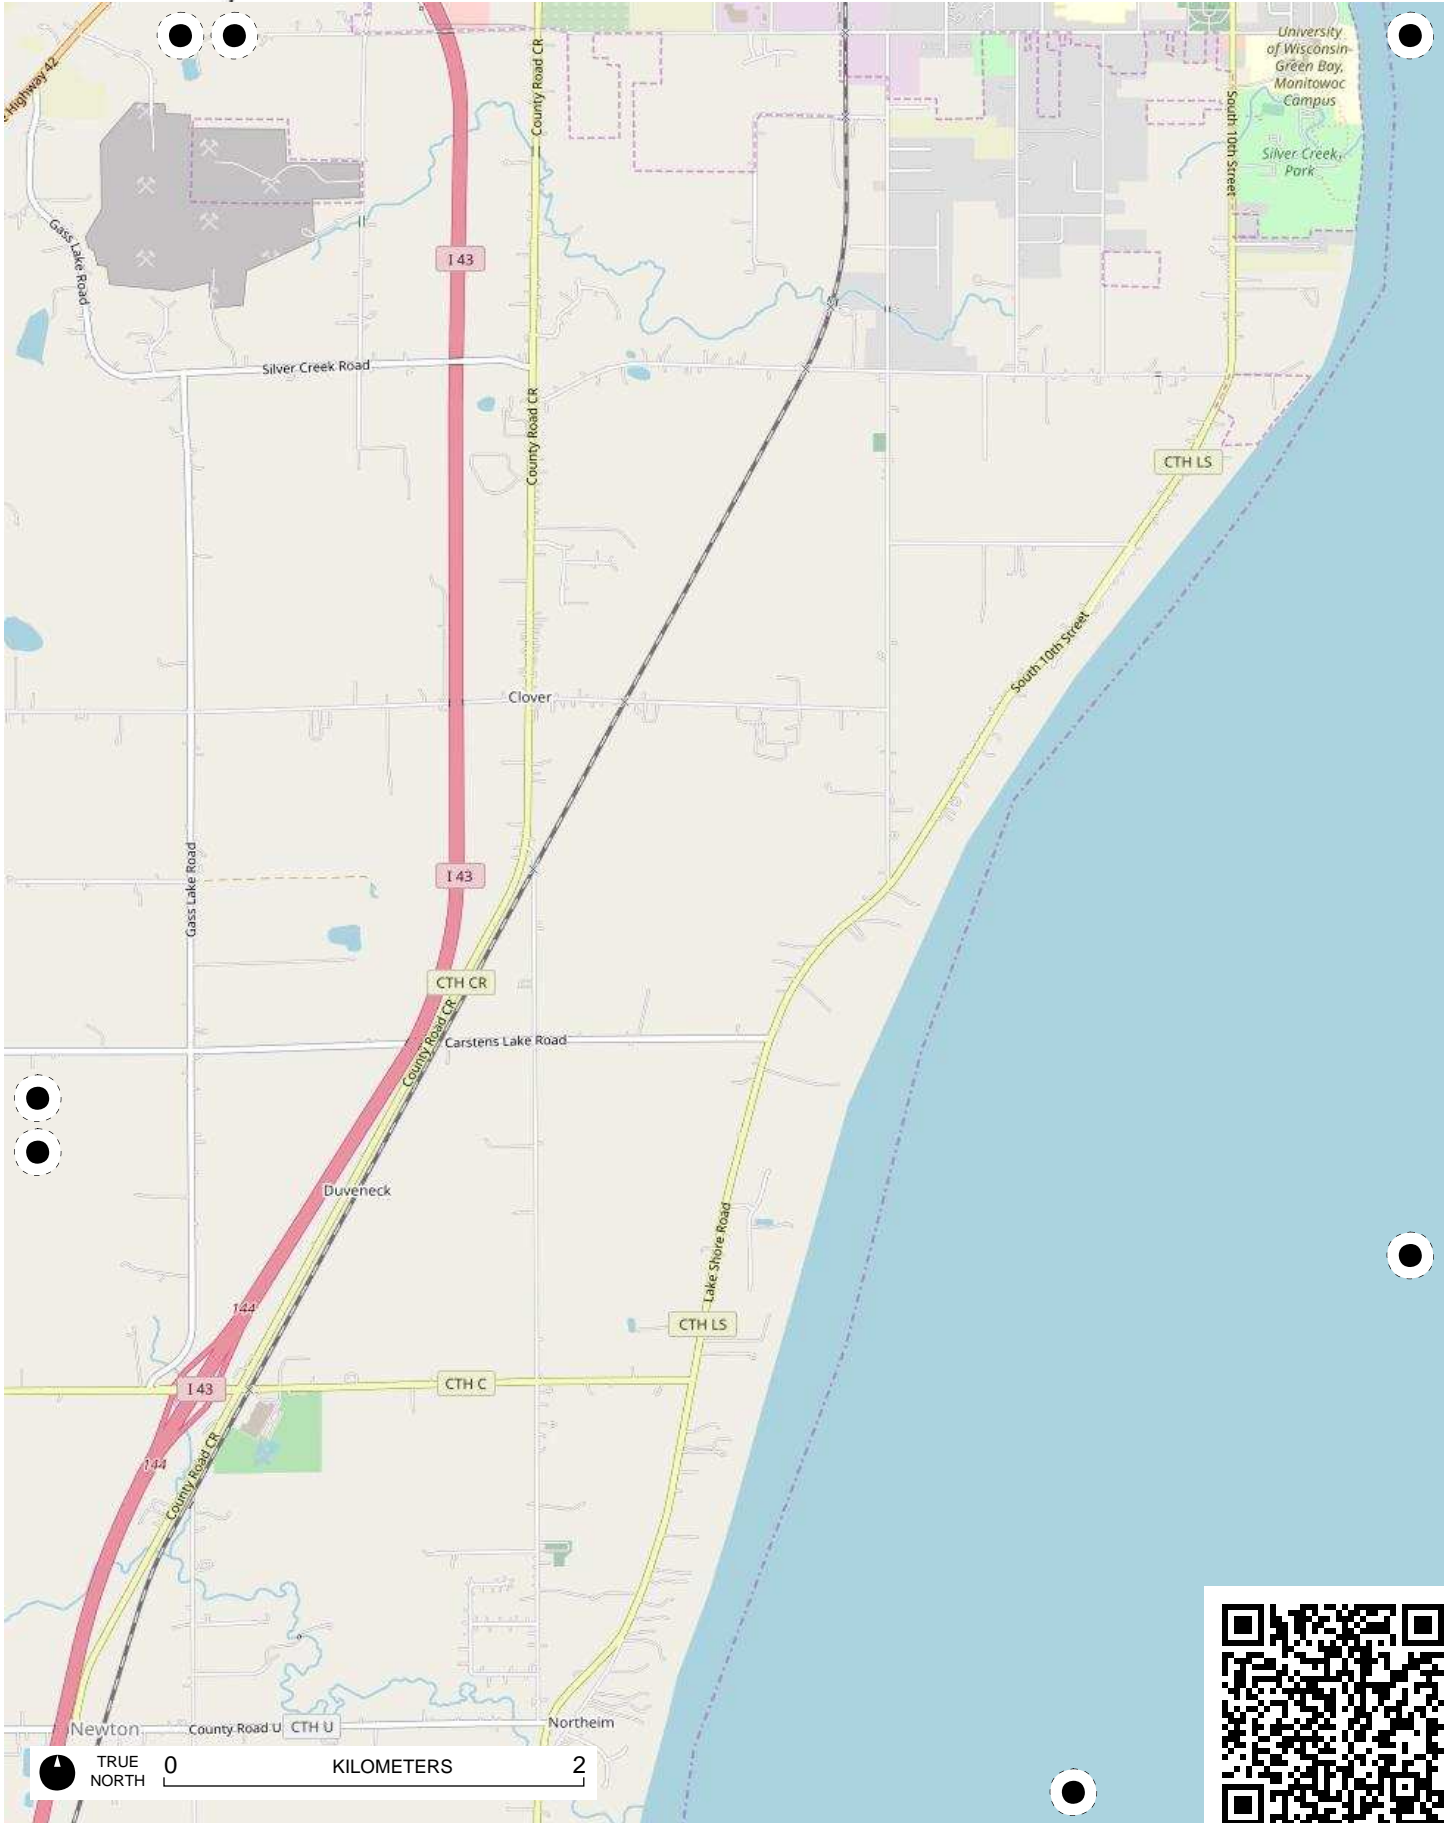 Highway 42
County Road CR
University
of Wisconsin-
Green Bay,
Manitowoc
Campus
South 10th Street
Silver Creek
Park
Gass Lake Road
I 43
Silver Creek Road
County Road CR
CTH LS
South 10th Street
Clover
Gass Lake Road
I 43
CTH CR
County Road CR
Carstens Lake Road
Duveneck
Lake Shore Road
144
CTH LS
I 43
CTH C
144
County Road CR
Newton
County Road U
CTH U
Northeim
TRUE
NORTH
0
KILOMETERS
2